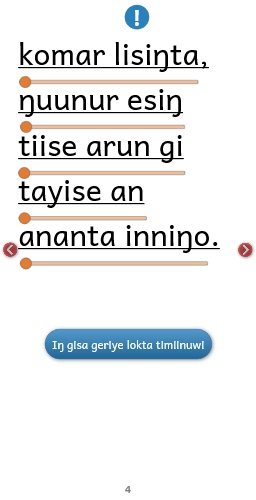 !
komar lisiŋta,
ŋuunur esiŋ
tiise arun gi
tayise an
ananta inniŋo.
Iŋ gisa geriye lokta timiinuwi
4